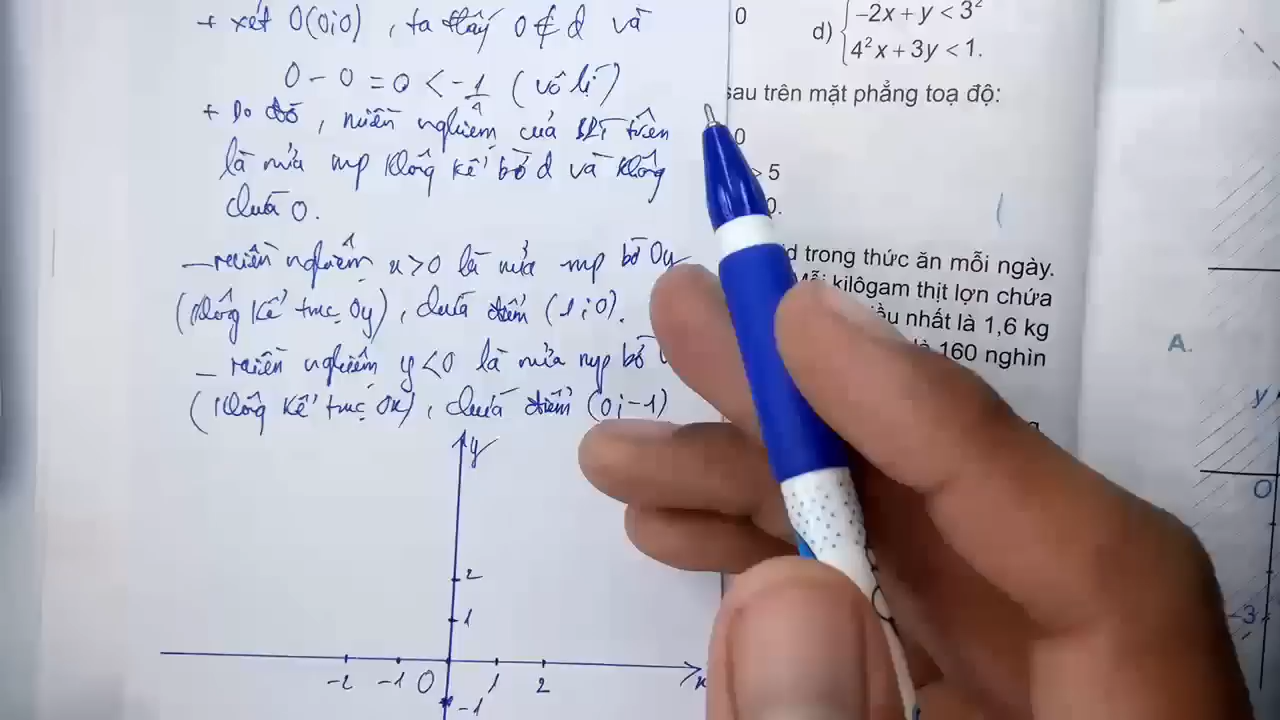 + xét O(0;0), ta thấy O ∉ d và
0 - 0 = 0 < -1 (vô lí)
+ Do đó, miền nghiệm của BPT trên
là nửa mp không kể bờ d và không
chứa O.
- miền nghiệm x > 0 là nửa mp bờ Oy
(không kể trục Oy), chứa điểm (1;0).
- miền nghiệm y < 0 là nửa mp bờ
(không kể trục Ox), chứa điểm (0;-1)
y
2
1
-2 -1 O 1 2 x
-1
0
d) -2x + y < 3²
4²x + 3y < 1.
sau trên mặt phẳng toạ độ:
0
> 5
0.
trong thức ăn mỗi ngày.
kilôgam thịt lợn chứa
nhất là 1,6 kg
là 160 nghìn
A.
y
O
-3